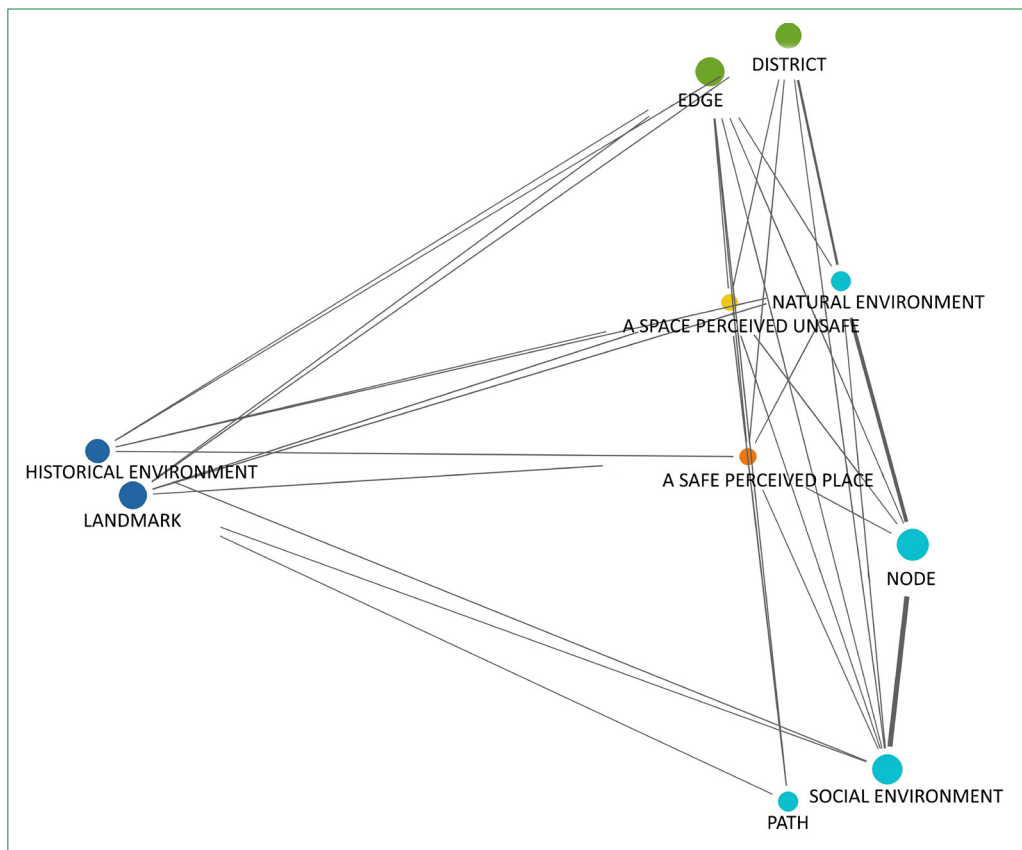 DISTRICT
EDGE
NATURAL ENVIRONMENT
A SPACE PERCEIVED UNSAFE
HISTORICAL ENVIRONMENT
A SAFE PERCEIVED PLACE
LANDMARK
NODE
SOCIAL ENVIRONMENT
PATH